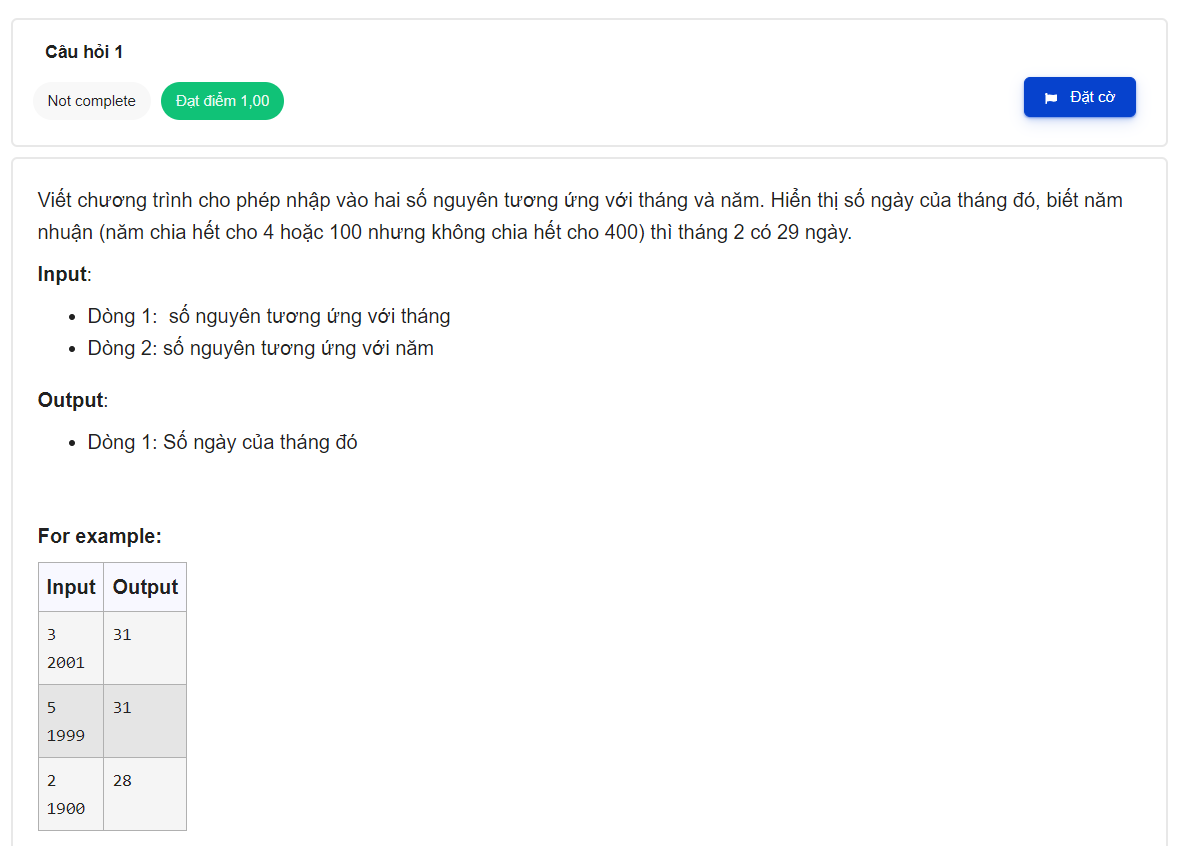 Câu hỏi 1
Not complete
Đạt điểm 1,00
Đặt cờ
Viết chương trình cho phép nhập vào hai số nguyên tương ứng với tháng và năm. Hiển thị số ngày của tháng đó, biết năm
nhuận (năm chia hết cho 4 hoặc 100 nhưng không chia hết cho 400) thì tháng 2 có 29 ngày.
Input:
Dòng 1: số nguyên tương ứng với tháng
Dòng 2: số nguyên tương ứng với năm
Output:
Dòng 1: Số ngày của tháng đó
For example:
Input Output
3 31
2001
5 31
1999
2 28
1900